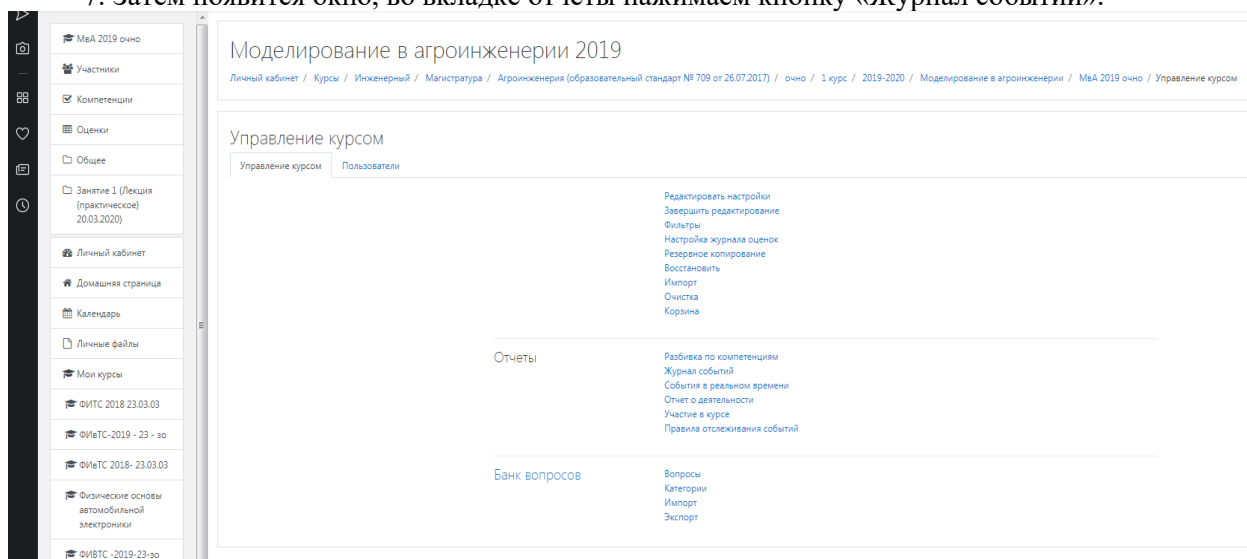 7. Затем появится окно, во вкладке отчеты нажимаем кнопку «Журнал событий».
МвА 2019 очно
Участники
Компетенции
Оценки
Общее
Занятие 1 (Лекция
(практическое)
20.03.2020)
Личный кабинет
Домашняя страница
Календарь
Личные файлы
Мои курсы
ФИТС 2018 23.03.03
ФИвТС-2019 - 23 - зо
ФИвТС 2018- 23.03.03
Физические основы
автомобильной
электроники
ФИВТС -2019-23-зо
Моделирование в агроинженерии 2019
Личный кабинет / Курсы / Инженерный / Магистратура / Агроинженерия (образовательный стандарт № 709 от 26.07.2017) / очно / 1 курс / 2019-2020 / Моделирование в агроинженерии / МвА 2019 очно / Управление курсом
Управление курсом
Управление курсом Пользователи
Редактировать настройки
Завершить редактирование
Фильтры
Настройка журнала оценок
Резервное копирование
Восстановить
Импорт
Очистка
Корзина
Отчеты
Разбивка по компетенциям
Журнал событий
События в реальном времени
Отчет о деятельности
Участие в курсе
Правила отслеживания событий
Банк вопросов
Вопросы
Категории
Импорт
Экспорт